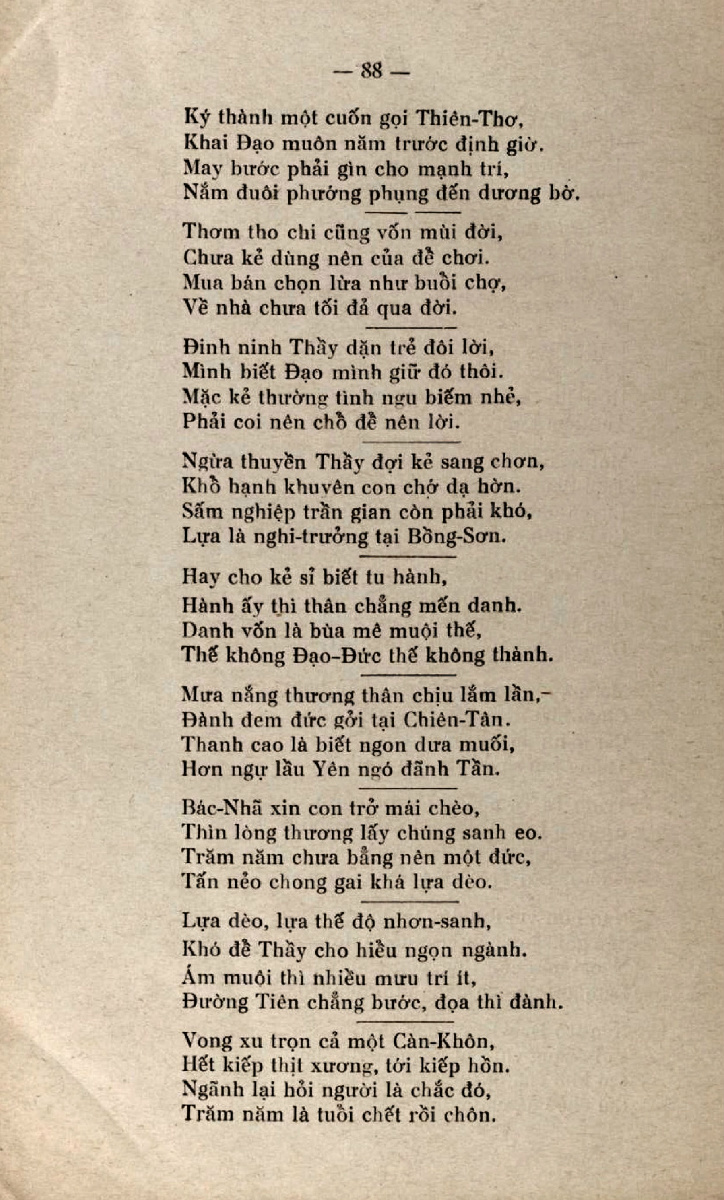 — 88 —
Ký thành một cuốn gọi Thiên-Thơ,
Khai Đạo muôn năm trước định giờ.
May bước phải gìn cho mạnh trí,
Nắm đuôi phướng phụng đến dương bờ.
Thơm tho chi cũng vốn mùi đời,
Chưa kẻ dùng nên của để chơi.
Mua bán chọn lừa như buổi chợ,
Về nhà chưa tối đả qua đời.
Đinh ninh Thầy dặn trẻ đôi lời,
Mình biết Đạo mình giữ đó thôi.
Mặc kẻ thường tình ngu biếm nhẻ,
Phải coi nên chỗ để nên lời.
Ngừa thuyền Thầy đợi kẻ sang chơn,
Khổ hạnh khuyên con chớ dạ hờn.
Sấm nghiệp trần gian còn phải khó,
Lựa là nghi-trưởng tại Bồng-Sơn.
Hay cho kẻ sỉ biết tu hành,
Hành ấy thì thân chẳng mến danh.
Danh vốn là bùa mê muội thế,
Thế không Đạo-Đức thế không thành.
Mưa nắng thương thân chịu lắm lần,-
Đành đem đức gởi tại Chiên-Tân.
Thanh cao là biết ngon dưa muối,
Hơn ngự lầu Yên ngó đãnh Tần.
Bác-Nhã xin con trở mái chèo,
Thìn lòng thương lấy chúng sanh eo.
Trăm năm chưa bằng nên một đức,
Tấn nẻo chong gai khá lựa dèo.
Lựa dèo, lựa thế độ nhơn-sanh,
Khó để Thầy cho hiểu ngọn ngành.
Ám muội thì nhiều mưu trí ít,
Đường Tiên chẳng bước, đọa thì đành.
Vong xu trọn cả một Càn-Khôn,
Hết kiếp thịt xương, tới kiếp hồn.
Ngãnh lại hỏi người là chắc đó,
Trăm năm là tuổi chết rồi chôn.